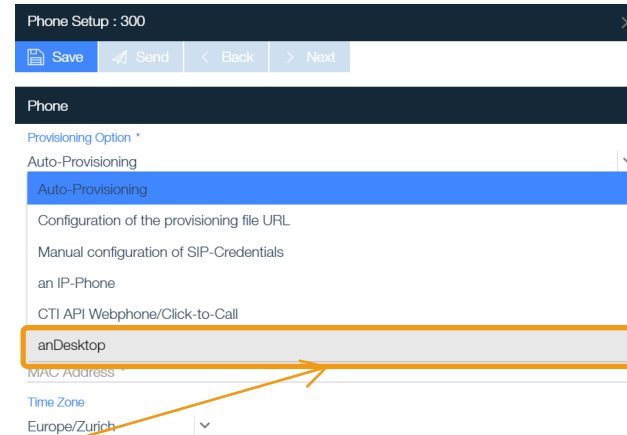 Phone Setup : 300
Save Send < Back > Next
Phone
Provisioning Option *
Auto-Provisioning
Auto-Provisioning
Configuration of the provisioning file URL
Manual configuration of SIP-Credentials
an IP-Phone
CTI API Webphone/Click-to-Call
anDesktop
MAC Address *
Time Zone
Europe/Zurich